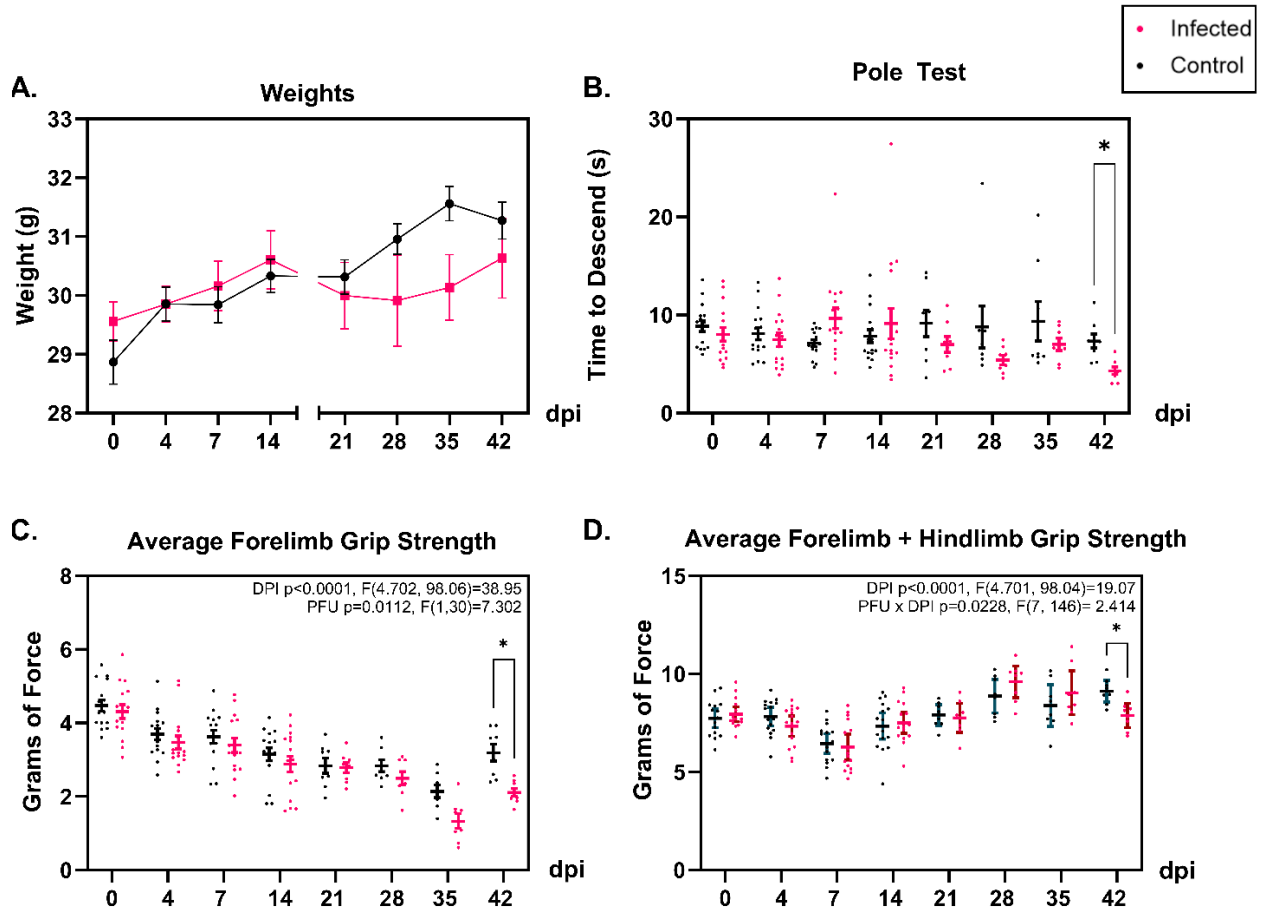 Infected
Control
A.
Weights
Weight (g)
33
32
31
30
29
28
0 4 7 14 21 28 35 42
dpi
B.
Pole Test
Time to Descend (s)
30
20
10
0
*
0 4 7 14 21 28 35 42
dpi
C.
Average Forelimb Grip Strength
DPI p<0.0001, F(4.702, 98.06)=38.95
PFU p=0.0112, F(1,30)=7.302
Grams of Force
8
6
4
2
0
*
0 4 7 14 21 28 35 42
dpi
D.
Average Forelimb + Hindlimb Grip Strength
DPI p<0.0001, F(4.701, 98.04)=19.07
PFU x DPI p=0.0228, F(7, 146)= 2.414
Grams of Force
15
10
5
0
*
0 4 7 14 21 28 35 42
dpi